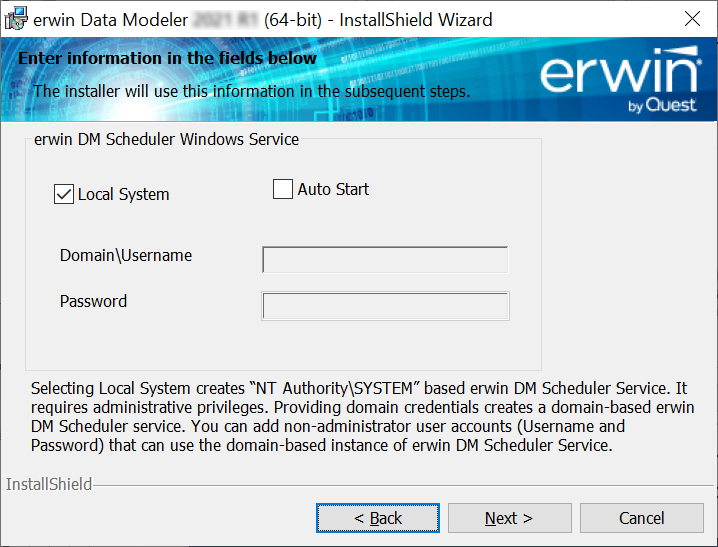 erwin Data Modeler (64-bit) - InstallShield Wizard
Enter information in the fields below
The installer will use this information in the subsequent steps.
erwin
by Quest
erwin DM Scheduler Windows Service
Local System
Auto Start
Domain\Username
Password
Selecting Local System creates “NT Authority\SYSTEM” based erwin DM Scheduler Service. It
requires administrative privileges. Providing domain credentials creates a domain-based erwin
DM Scheduler service. You can add non-administrator user accounts (Username and
Password) that can use the domain-based instance of erwin DM Scheduler Service.
InstallShield
< Back
Next >
Cancel